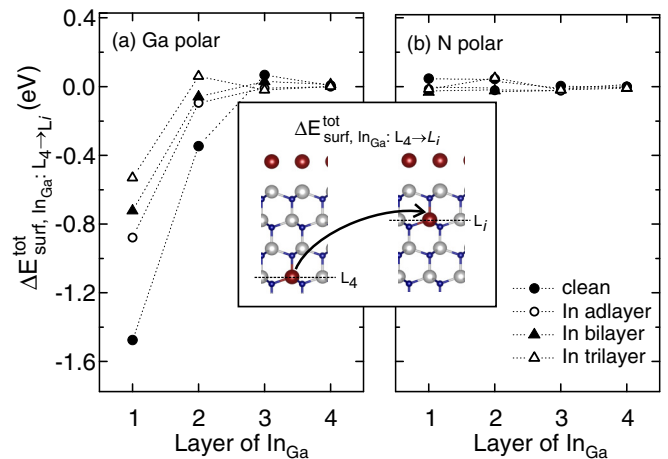 (a) Ga polar
(b) N polar
0.4
0.0
-0.4
-0.8
-1.2
-1.6
ΔE^tot_surf, In_Ga: L_4→L_i (eV)
ΔE^tot_surf, In_Ga: L_4→L_i
L_i
L_4
clean
In adlayer
In bilayer
In trilayer
1 2 3 4
1 2 3 4
Layer of In_Ga
Layer of In_Ga